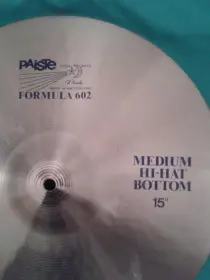 PAISTE
FORMULA 602
MEDIUM
HI-HAT
BOTTOM
15"